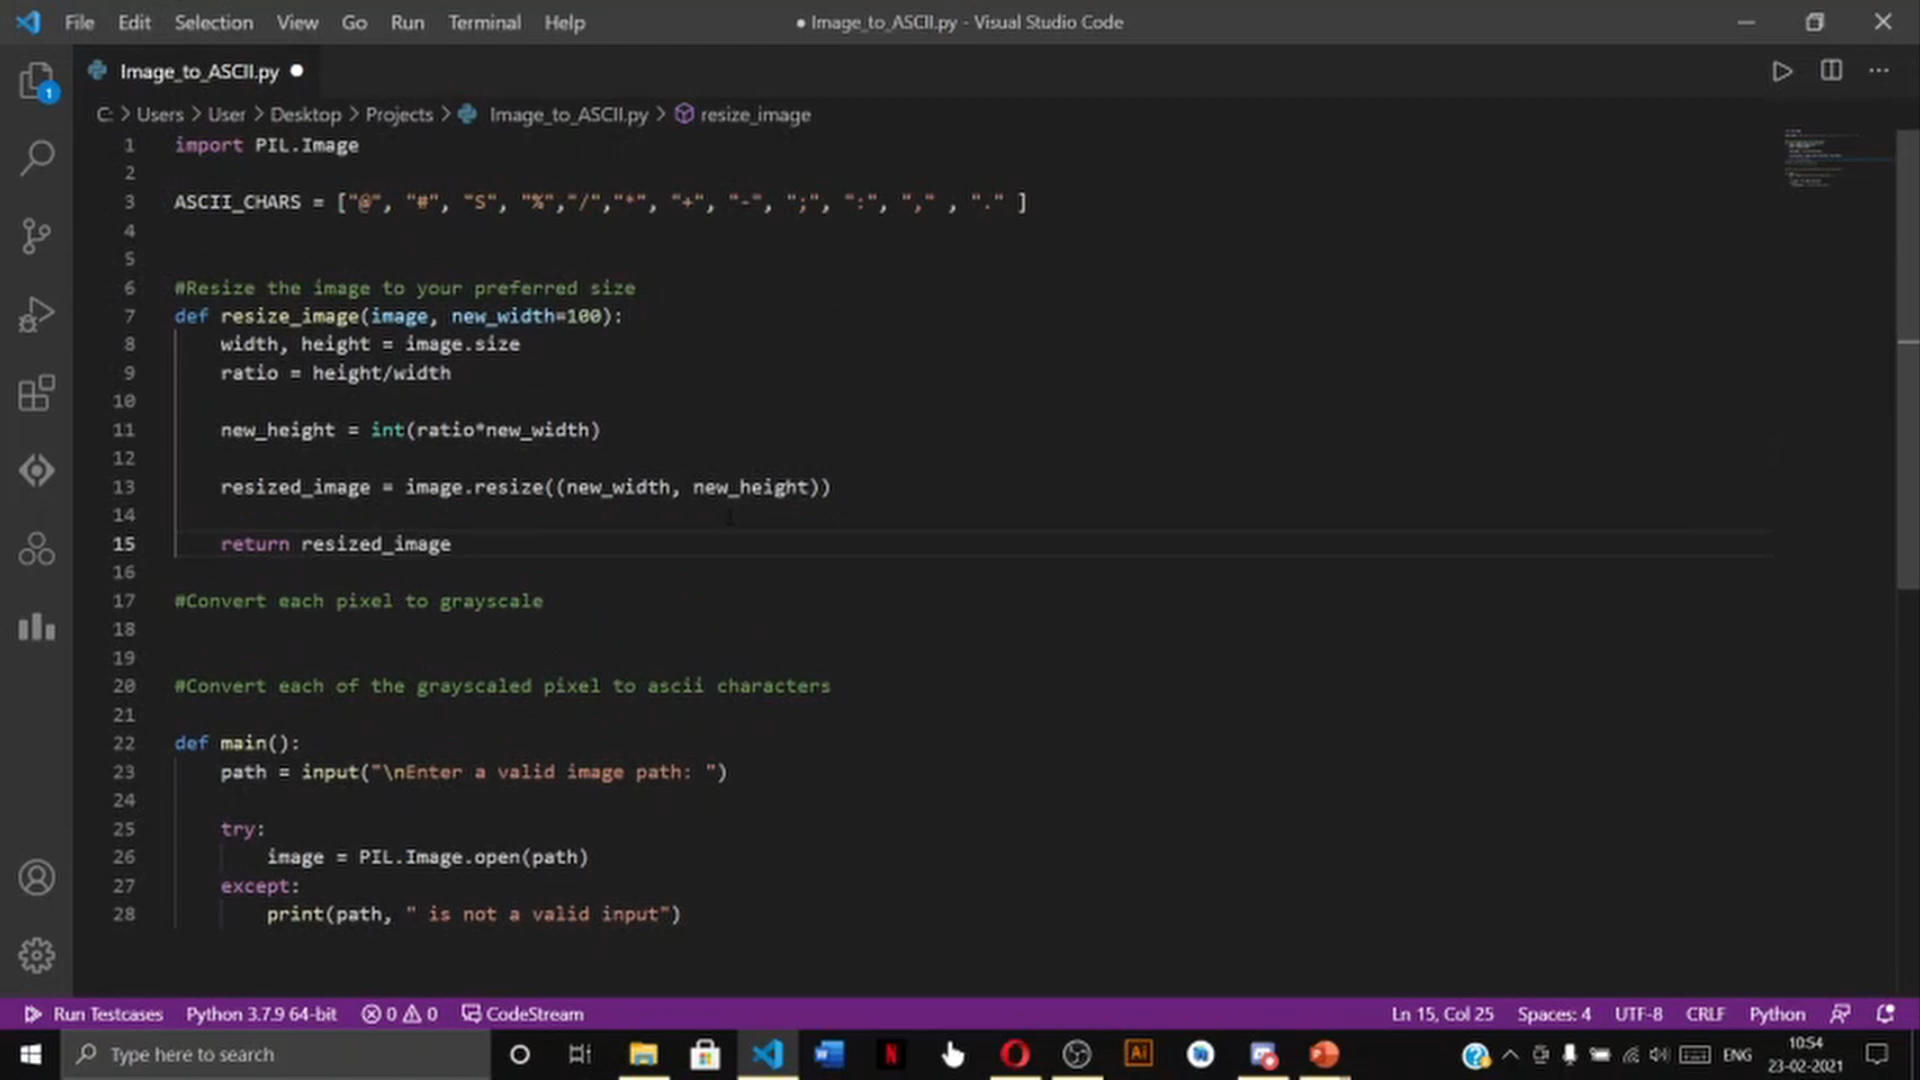 File Edit Selection View Go Run Terminal Help ● Image_to_ASCII.py - Visual Studio Code
Image_to_ASCII.py ●
1
C: > Users > User > Desktop > Projects > Image_to_ASCII.py > resize_image
1 import PIL.Image
2
3 ASCII_CHARS = ["@", "#", "S", "%","/","*", "+", "-", ";", ":", "," , "." ]
4
5
6 #Resize the image to your preferred size
7 def resize_image(image, new_width=100):
8 width, height = image.size
9 ratio = height/width
10
11 new_height = int(ratio*new_width)
12
13 resized_image = image.resize((new_width, new_height))
14
15 return resized_image
16
17 #Convert each pixel to grayscale
18
19
20 #Convert each of the grayscaled pixel to ascii characters
21
22 def main():
23 path = input("\nEnter a valid image path: ")
24
25 try:
26 image = PIL.Image.open(path)
27 except:
28 print(path, " is not a valid input")
Run Testcases Python 3.7.9 64-bit 0 0 CodeStream Ln 15, Col 25 Spaces: 4 UTF-8 CRLF Python
Type here to search N Ai ENG 10:54
23-02-2021